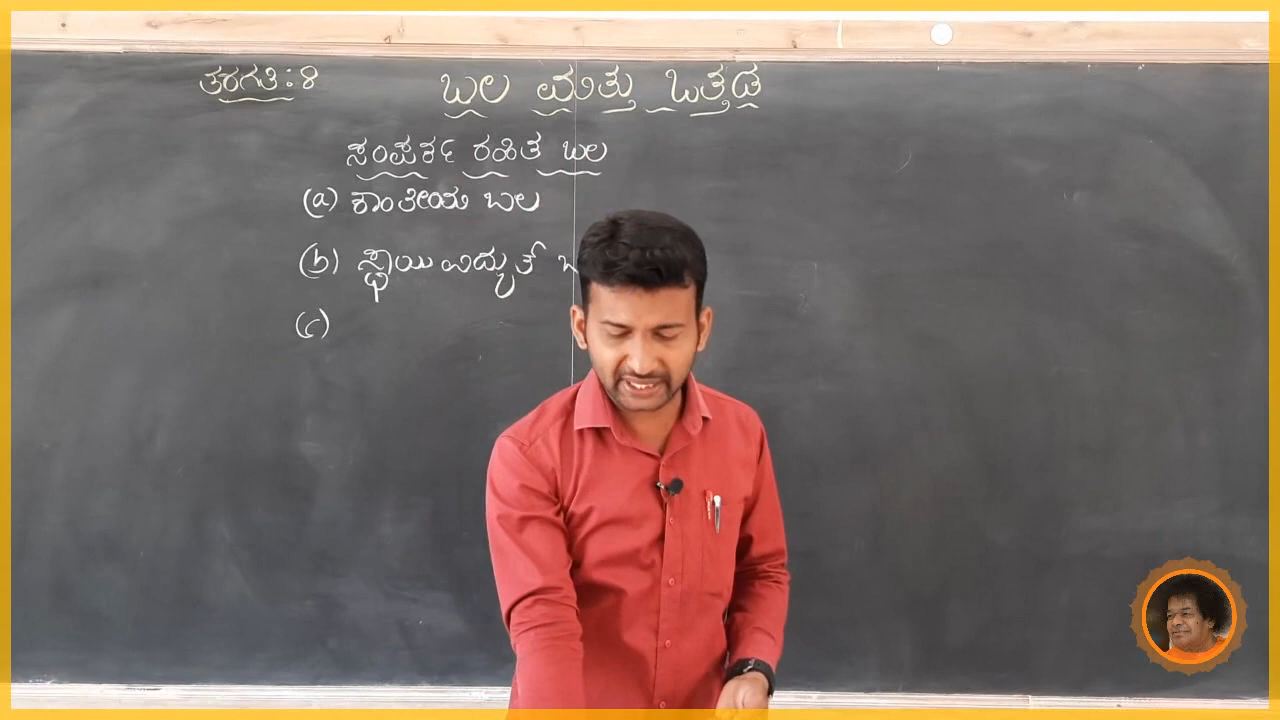 ತರಗತಿ: 8
ಬಲ ಮತ್ತು ಒತ್ತಡ
ಸಂಪರ್ಕ ರಹಿತ ಬಲ
(a) ಕಾಂತೀಯ ಬಲ
(b) ಸ್ಥಾಯಿ ವಿದ್ಯುತ್ ಬ
(c)